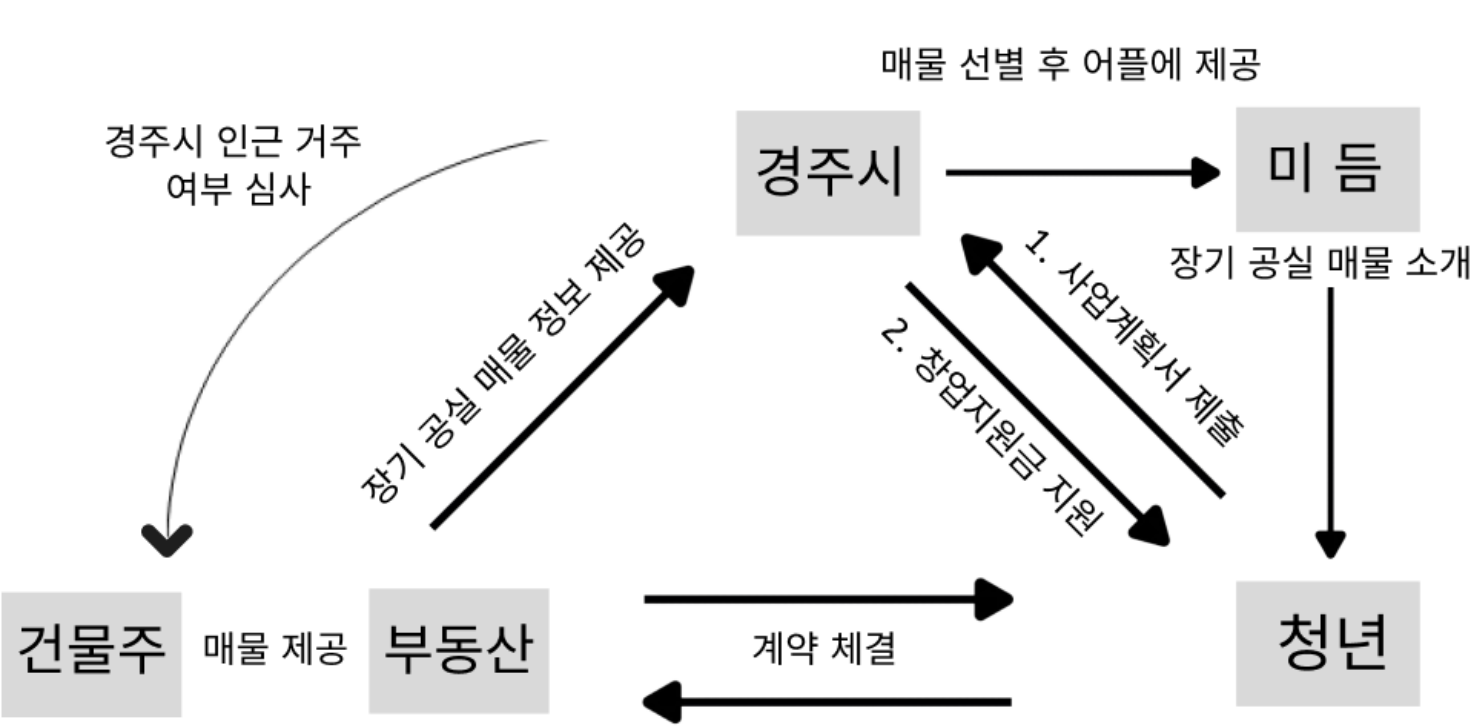 매물 선별 후 어플에 제공
경주시 인근 거주
여부 심사
경주시
미 듬
장기 공실 매물 정보 제공
1. 사업계획서 제출
장기 공실 매물 소개
2. 창업지원금 지원
건물주
매물 제공
부동산
계약 체결
청년